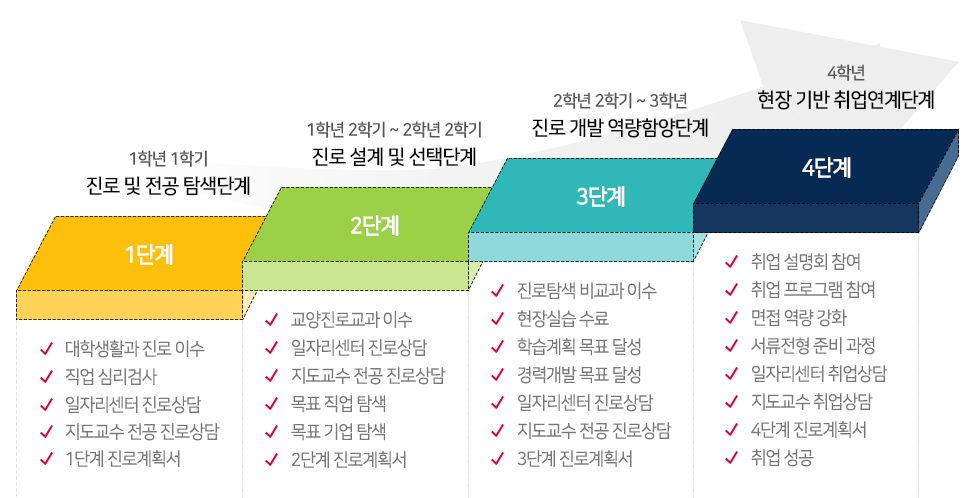 1학년 1학기
진로 및 전공 탐색단계
1단계
대학생활과 진로 이수
직업 심리검사
일자리센터 진로상담
지도교수 전공 진로상담
1단계 진로계획서
1학년 2학기 ~ 2학년 2학기
진로 설계 및 선택단계
2단계
교양진로교과 이수
일자리센터 진로상담
지도교수 전공 진로상담
목표 직업 탐색
목표 기업 탐색
2단계 진로계획서
2학년 2학기 ~ 3학년
진로 개발 역량함양단계
3단계
진로탐색 비교과 이수
현장실습 수료
학습계획 목표 달성
경력개발 목표 달성
일자리센터 진로상담
지도교수 전공 진로상담
3단계 진로계획서
4학년
현장 기반 취업연계단계
4단계
취업 설명회 참여
취업 프로그램 참여
면접 역량 강화
서류전형 준비 과정
일자리센터 취업상담
지도교수 취업상담
4단계 진로계획서
취업 성공